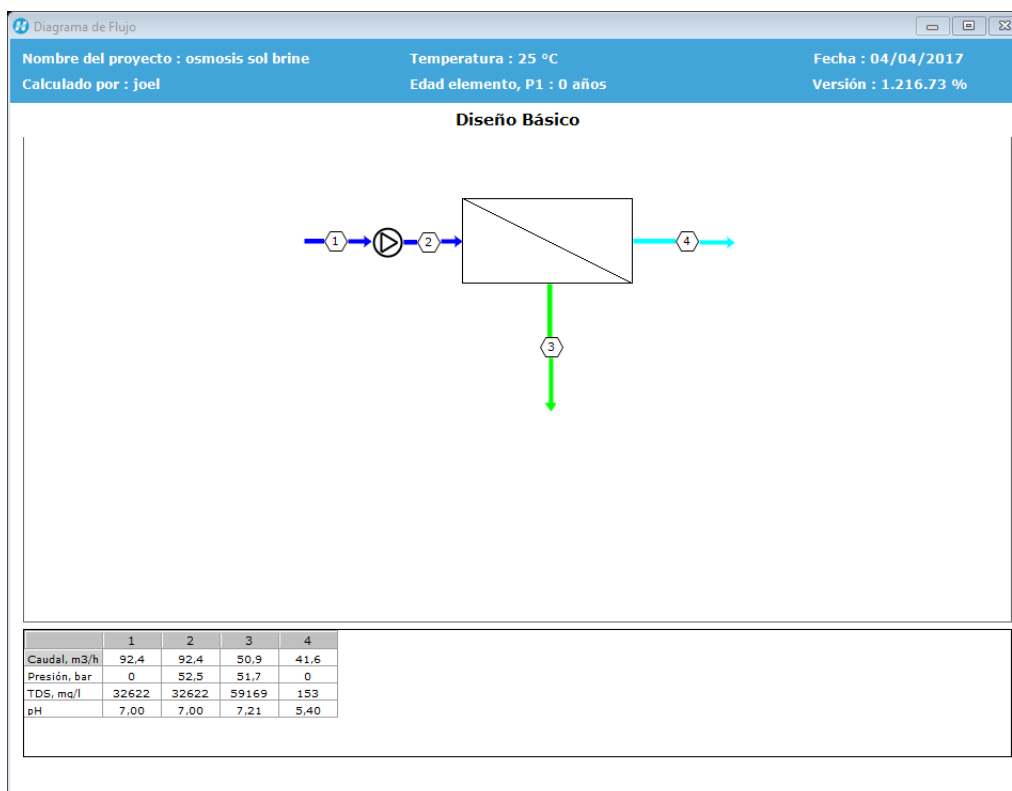 Diagrama de Flujo
Nombre del proyecto : osmosis sol brine Temperatura : 25 °C Fecha : 04/04/2017
Calculado por : joel Edad elemento, P1 : 0 años Versión : 1.216.73 %
Diseño Básico
1 2 4
3
1 2 3 4
Caudal, m3/h 92,4 92,4 50,9 41,6
Presión, bar 0 52,5 51,7 0
TDS, mg/l 32622 32622 59169 153
pH 7,00 7,00 7,21 5,40